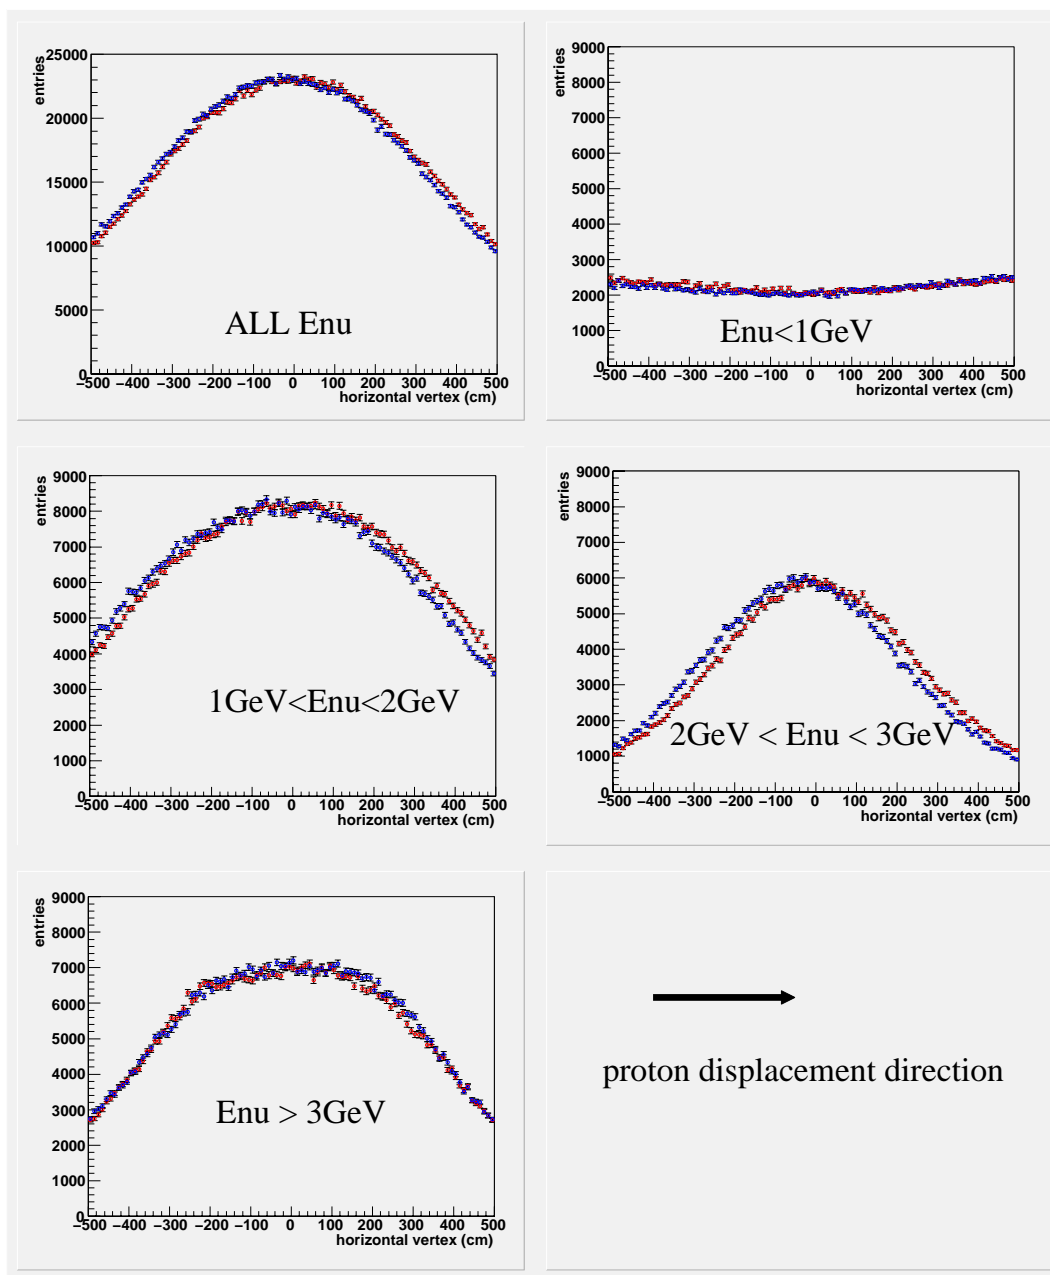 entries
25000
20000
15000
10000
5000
0
ALL Enu
−500 −400 −300 −200 −100 0 100 200 300 400 500
horizontal vertex (cm)
entries
9000
8000
7000
6000
5000
4000
3000
2000
1000
0
Enu<1GeV
−500 −400 −300 −200 −100 0 100 200 300 400 500
horizontal vertex (cm)
entries
9000
8000
7000
6000
5000
4000
3000
2000
1000
0
1GeV<Enu<2GeV
−500 −400 −300 −200 −100 0 100 200 300 400 500
horizontal vertex (cm)
entries
9000
8000
7000
6000
5000
4000
3000
2000
1000
0
2GeV < Enu < 3GeV
−500 −400 −300 −200 −100 0 100 200 300 400 500
horizontal vertex (cm)
entries
9000
8000
7000
6000
5000
4000
3000
2000
1000
0
Enu > 3GeV
−500 −400 −300 −200 −100 0 100 200 300 400 500
horizontal vertex (cm)
proton displacement direction